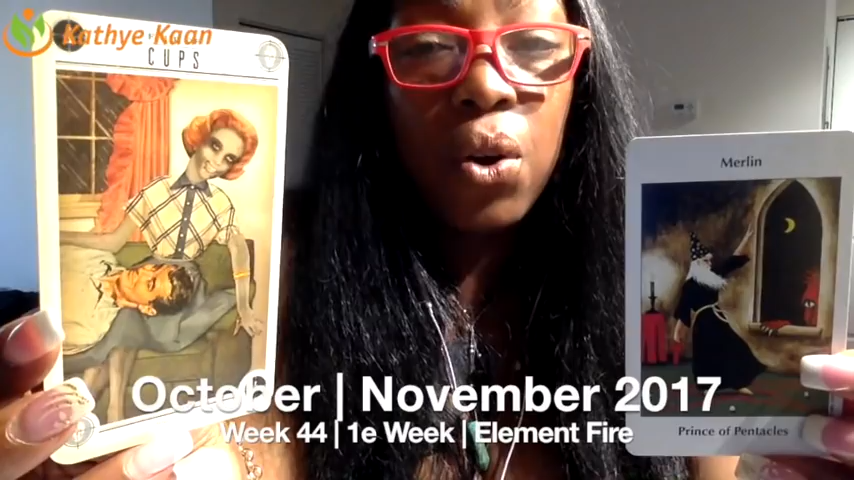 Kathye Kaan
CUPS
Merlin
October | November 2017
Week 44 | 1e Week | Element Fire
Prince of Pentacles